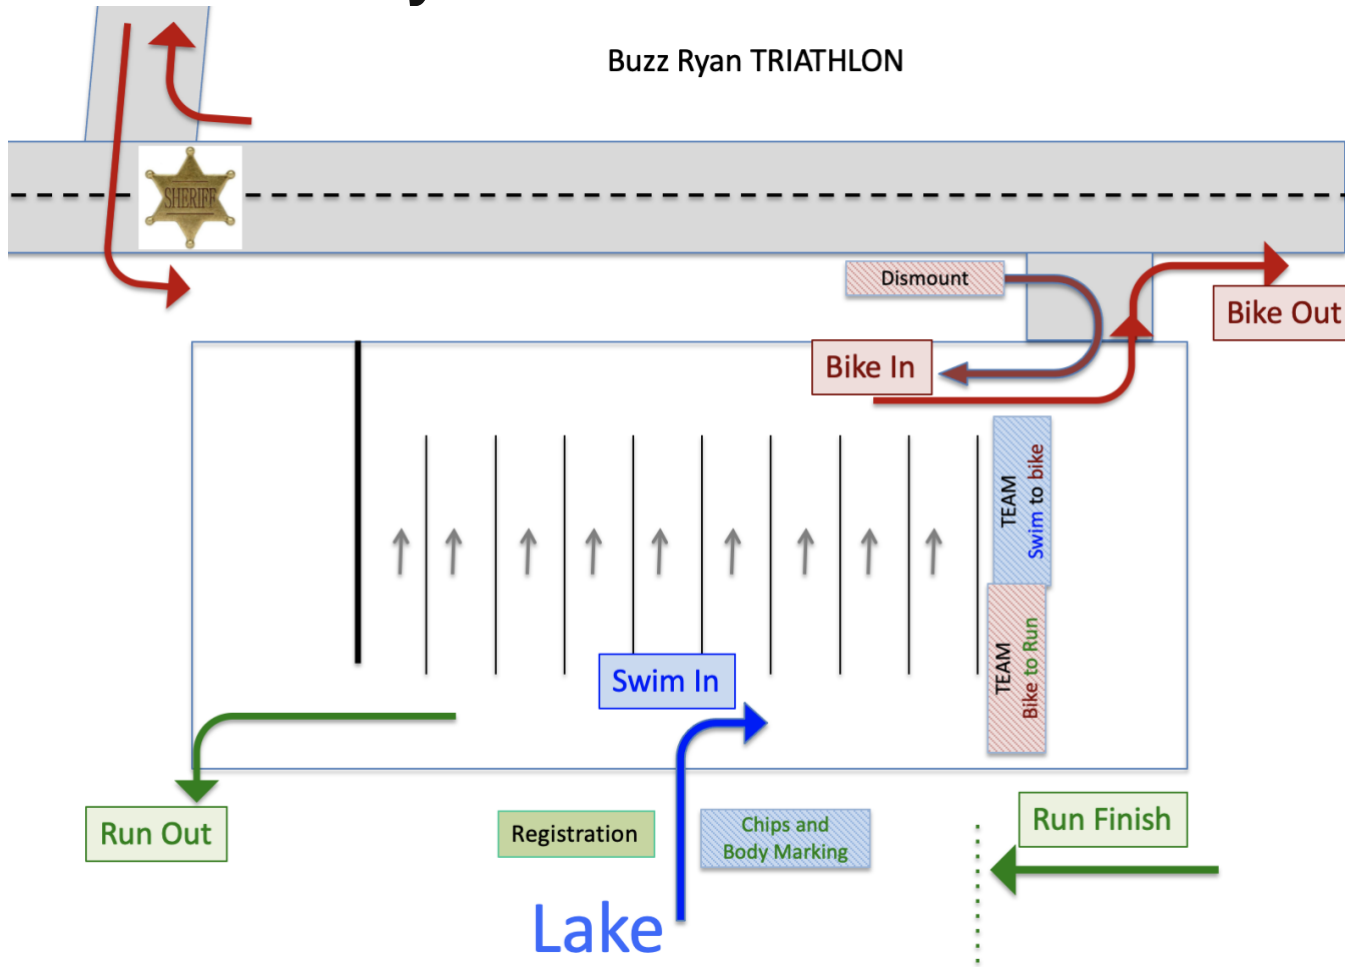 Buzz Ryan TRIATHLON
SHERIFF
Dismount
Bike Out
Bike In
TEAM
Swim to bike
TEAM
Bike to Run
Swim In
Run Out
Registration
Chips and
Body Marking
Run Finish
Lake